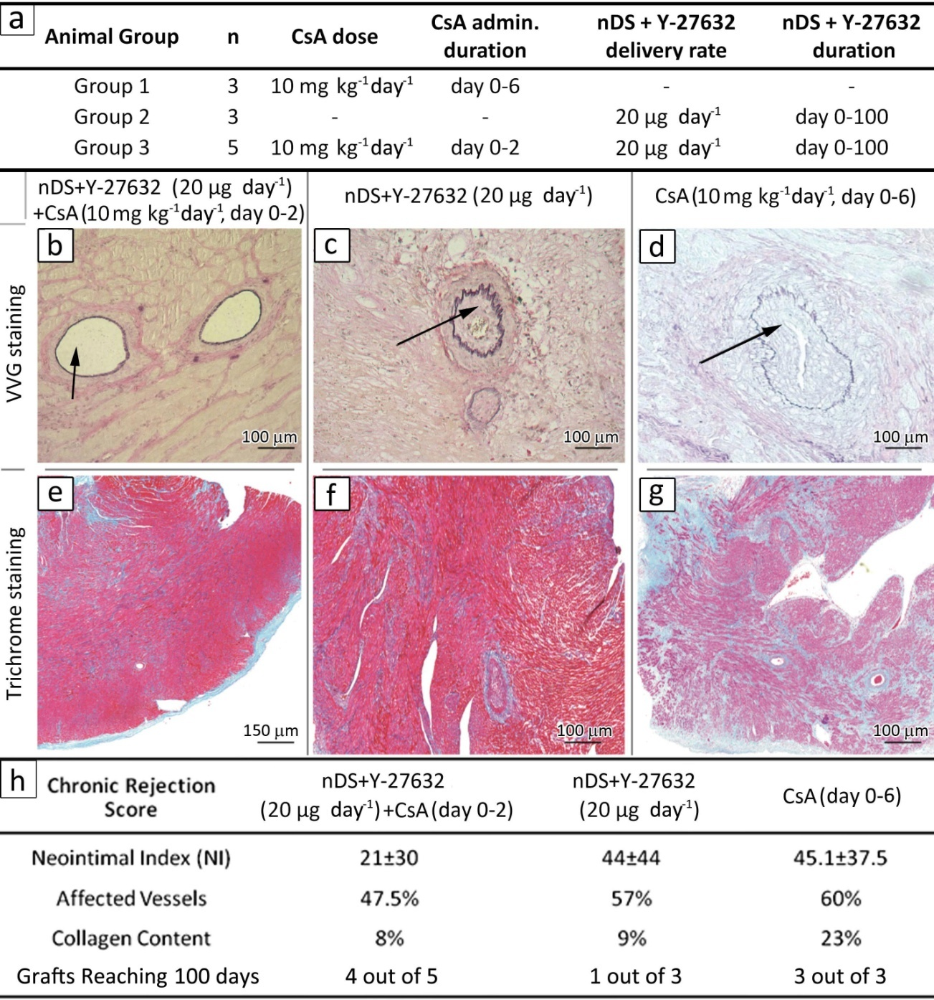 a
Animal Group n CsA dose CsA admin. duration nDS + Y-27632 delivery rate nDS + Y-27632 duration
Group 1 3 10 mg kg⁻¹day⁻¹ day 0-6 - -
Group 2 3 - - 20 µg day⁻¹ day 0-100
Group 3 5 10 mg kg⁻¹day⁻¹ day 0-2 20 µg day⁻¹ day 0-100
nDS+Y-27632 (20 µg day⁻¹)
+CsA (10 mg kg⁻¹day⁻¹, day 0-2)
nDS+Y-27632 (20 µg day⁻¹)
CsA (10 mg kg⁻¹day⁻¹, day 0-6)
VVG staining
b
100 µm
c
100 µm
d
100 µm
Trichrome staining
e
150 µm
f
100 µm
g
100 µm
h
Chronic Rejection Score nDS+Y-27632 (20 µg day⁻¹) +CsA (day 0-2) nDS+Y-27632 (20 µg day⁻¹) CsA (day 0-6)
Neointimal Index (NI) 21±30 44±44 45.1±37.5
Affected Vessels 47.5% 57% 60%
Collagen Content 8% 9% 23%
Grafts Reaching 100 days 4 out of 5 1 out of 3 3 out of 3